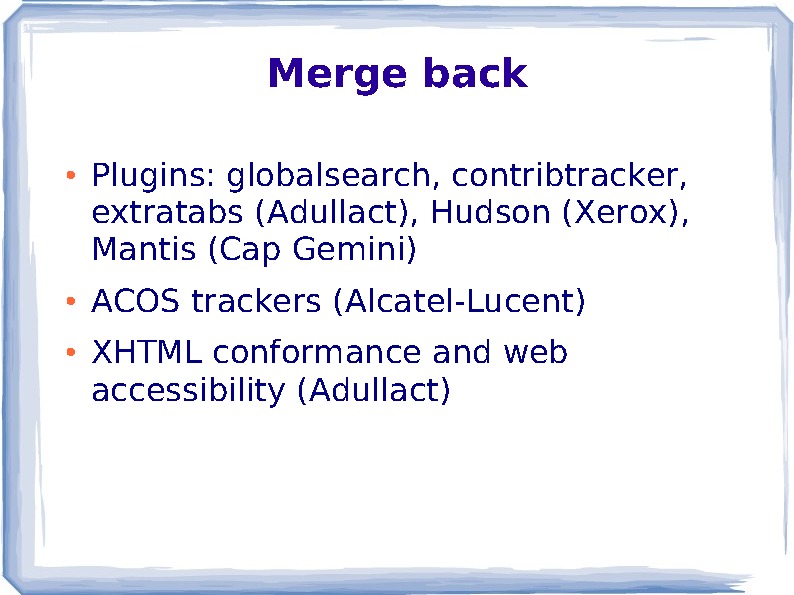 Merge back
• Plugins: globalsearch, contribtracker,
extratabs (Adullact), Hudson (Xerox),
Mantis (Cap Gemini)
• ACOS trackers (Alcatel-Lucent)
• XHTML conformance and web
accessibility (Adullact)